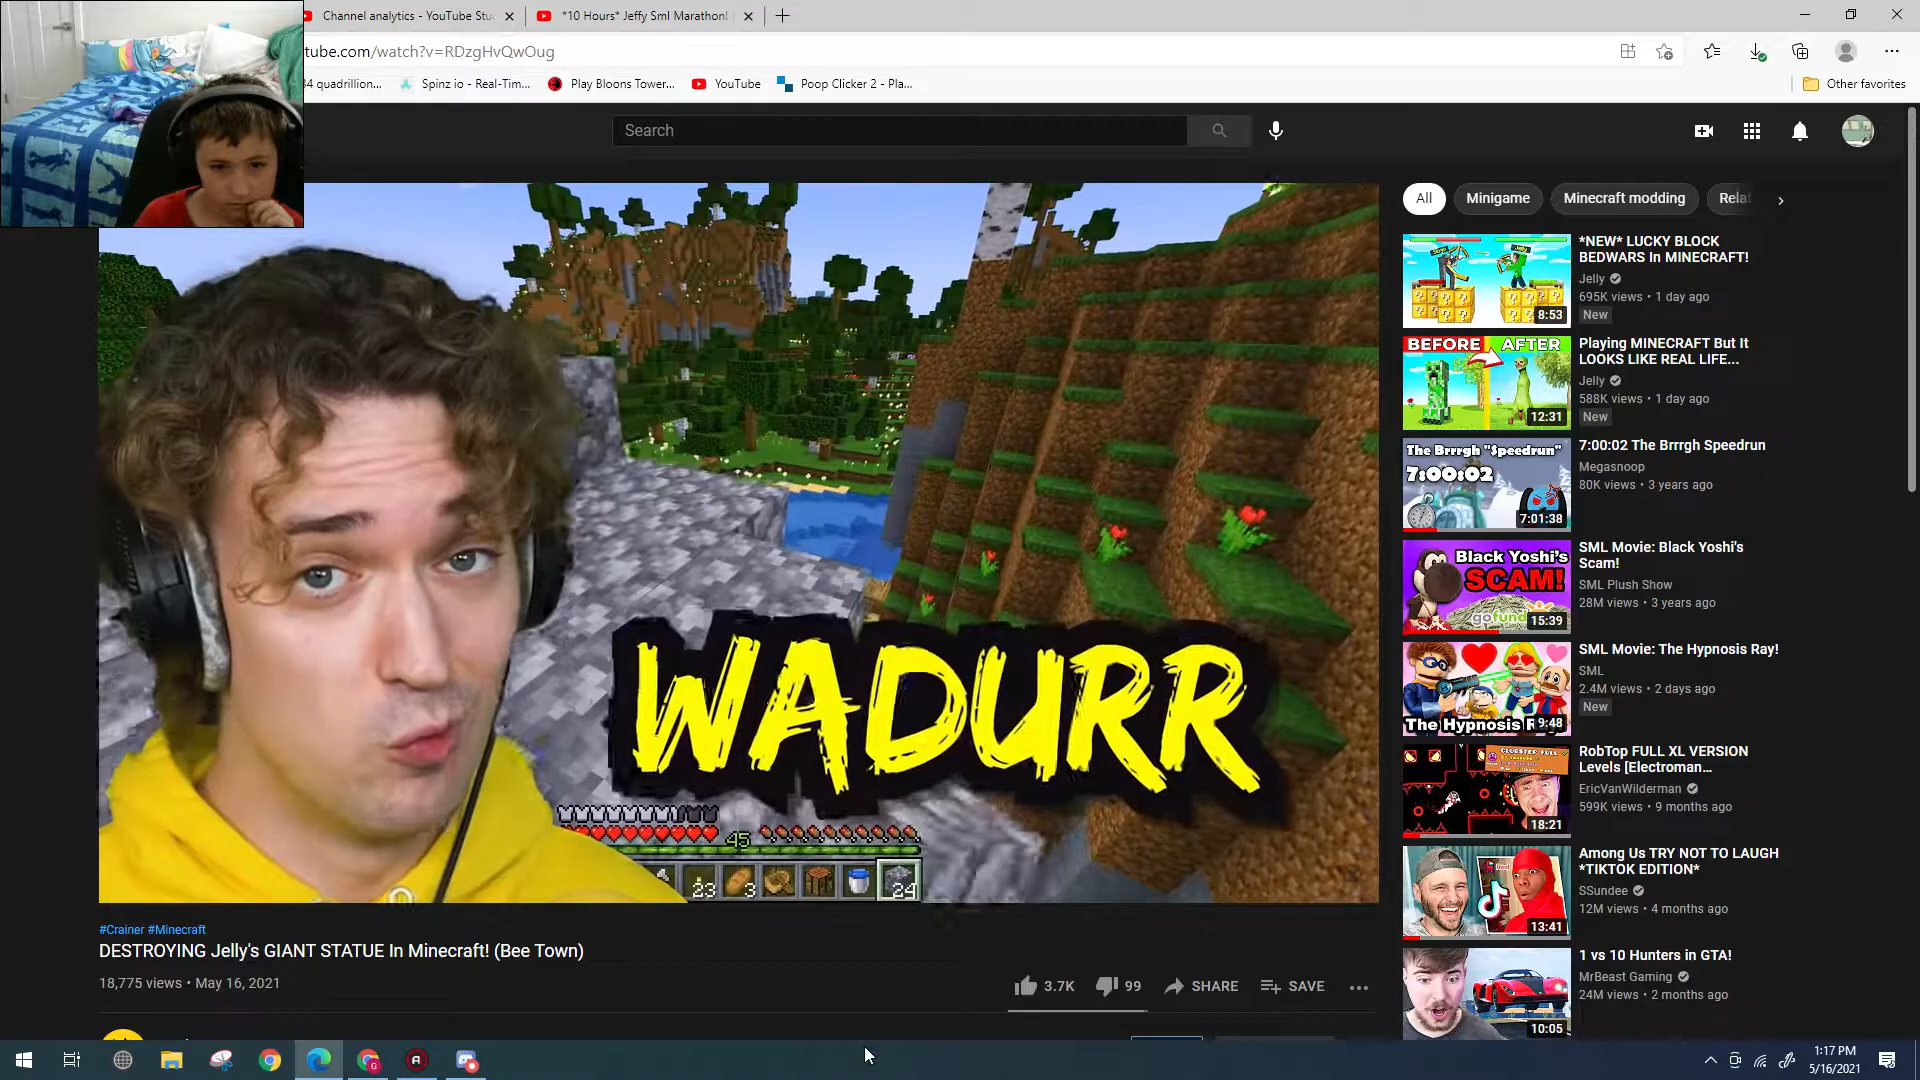 Channel analytics - YouTube Stu
*10 Hours* Jeffy Sml Marathon!
tube.com/watch?v=RDzgHvQwOug
34 quadrillion...
Spinz io - Real-Tim...
Play Bloons Tower...
YouTube
Poop Clicker 2 - Pla...
Other favorites
Search
All
Minigame
Minecraft modding
Relat
WADURR
45
23
3
24
#Crainer #Minecraft
DESTROYING Jelly's GIANT STATUE In Minecraft! (Bee Town)
18,775 views • May 16, 2021
3.7K
99
SHARE
SAVE
8:53
*NEW* LUCKY BLOCK
BEDWARS In MINECRAFT!
Jelly
695K views • 1 day ago
New
BEFORE AFTER
12:31
Playing MINECRAFT But It
LOOKS LIKE REAL LIFE...
Jelly
588K views • 1 day ago
New
The Brrrgh "Speedrun"
7:00:02
7:01:38
7:00:02 The Brrrgh Speedrun
Megasnoop
80K views • 3 years ago
Black Yoshi's
SCAM!
gofund
15:39
SML Movie: Black Yoshi's
Scam!
SML Plush Show
28M views • 3 years ago
The Hypnosis R
9:48
SML Movie: The Hypnosis Ray!
SML
2.4M views • 2 days ago
New
18:21
RobTop FULL XL VERSION
Levels [Electroman...
EricVanWilderman
599K views • 9 months ago
13:41
Among Us TRY NOT TO LAUGH
*TIKTOK EDITION*
SSundee
12M views • 4 months ago
10:05
1 vs 10 Hunters in GTA!
MrBeast Gaming
24M views • 2 months ago
1:17 PM
5/16/2021